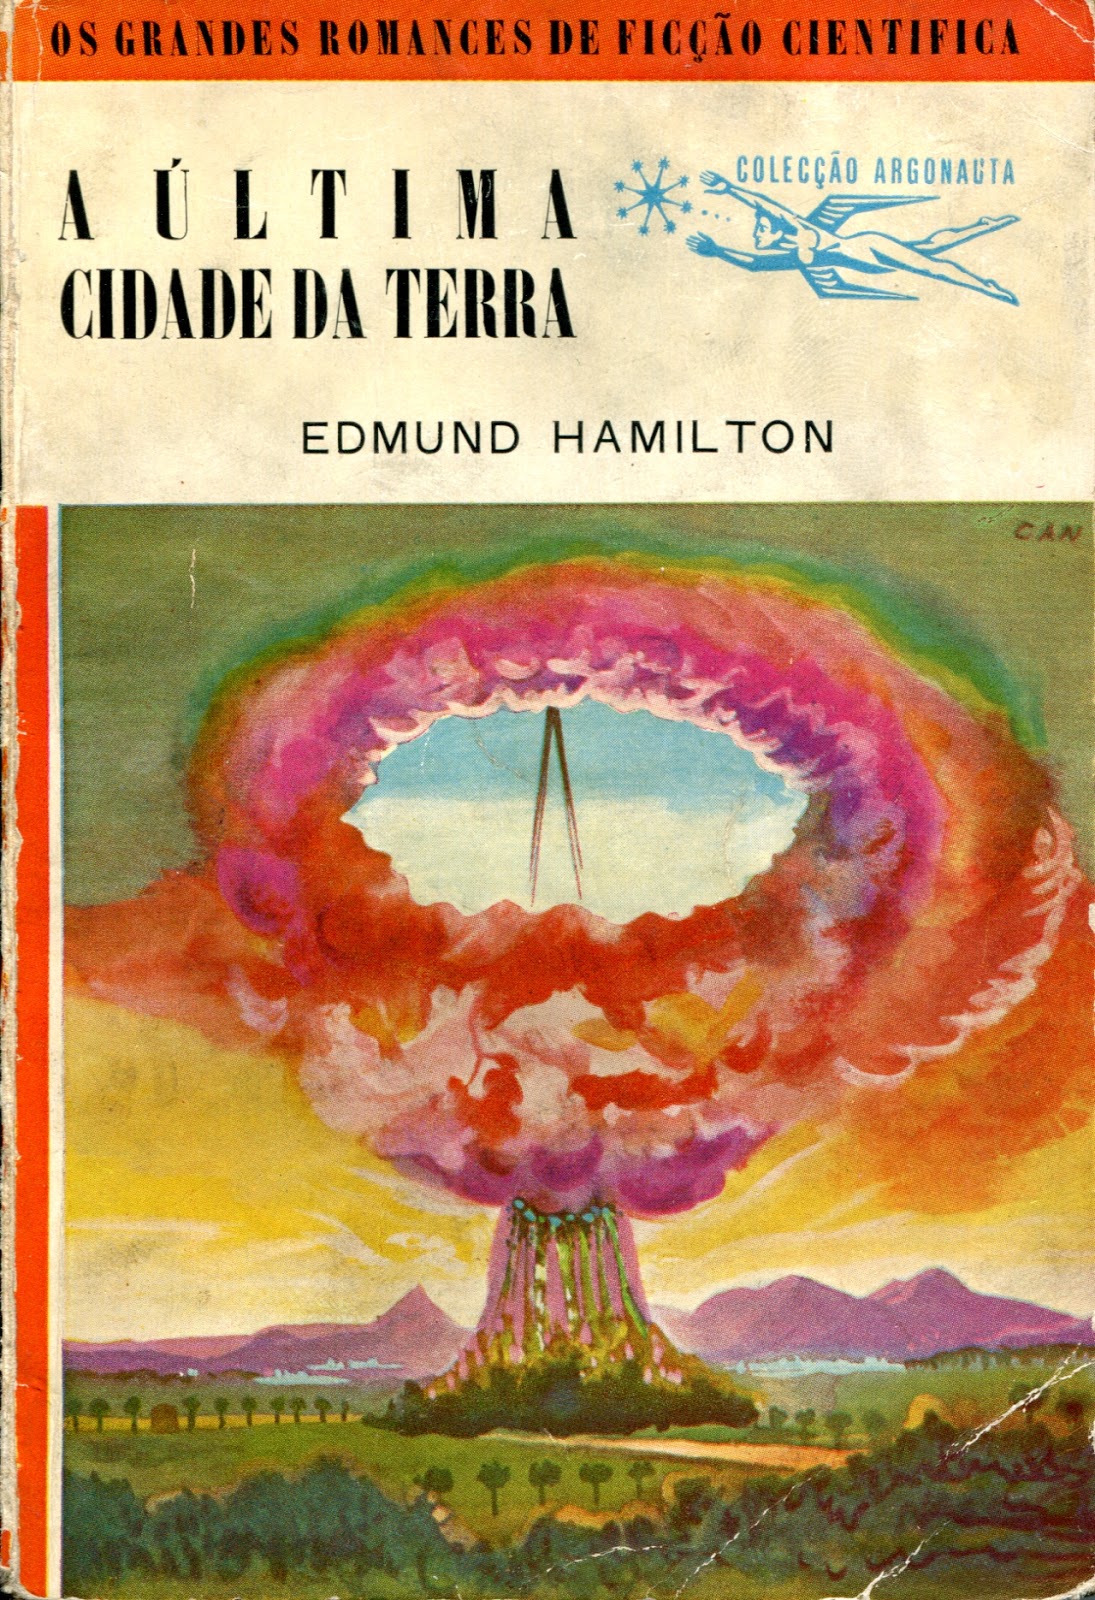 OS GRANDES ROMANCES DE FICÇÃO CIENTIFICA
A ÚLTIMA
CIDADE DA TERRA
COLECÇÃO ARGONAUTA
EDMUND HAMILTON
CAN